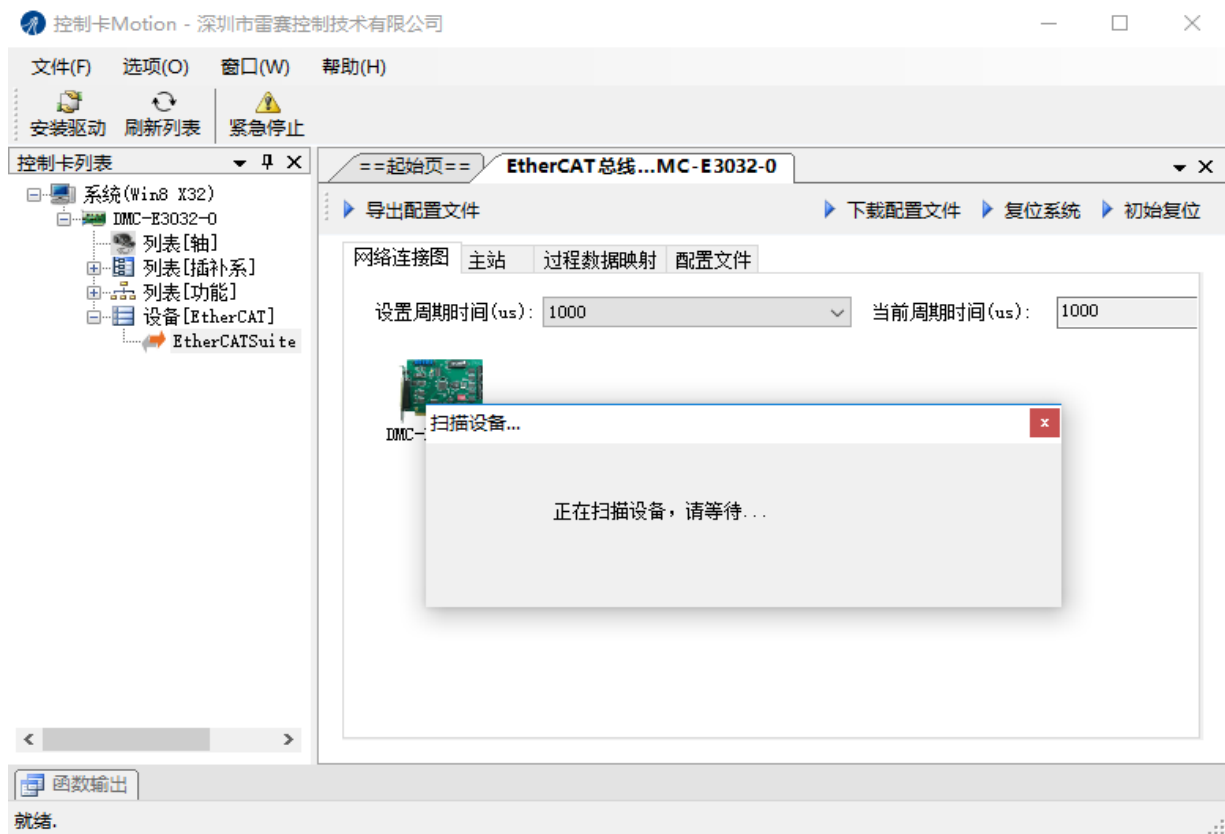 控制卡Motion - 深圳市雷赛控制技术有限公司
文件(F) 选项(O) 窗口(W) 帮助(H)
安装驱动 刷新列表 紧急停止
控制卡列表
==起始页== EtherCAT总线...MC-E3032-0
系统(Win8 X32)
DMC-E3032-0
列表[轴]
列表[插补系]
列表[功能]
设备[EtherCAT]
EtherCATSuite
导出配置文件 下载配置文件 复位系统 初始复位
网络连接图 主站 过程数据映射 配置文件
设置周期时间(us): 1000 当前周期时间(us): 1000
DMC-
扫描设备...
正在扫描设备，请等待...
函数输出
就绪.